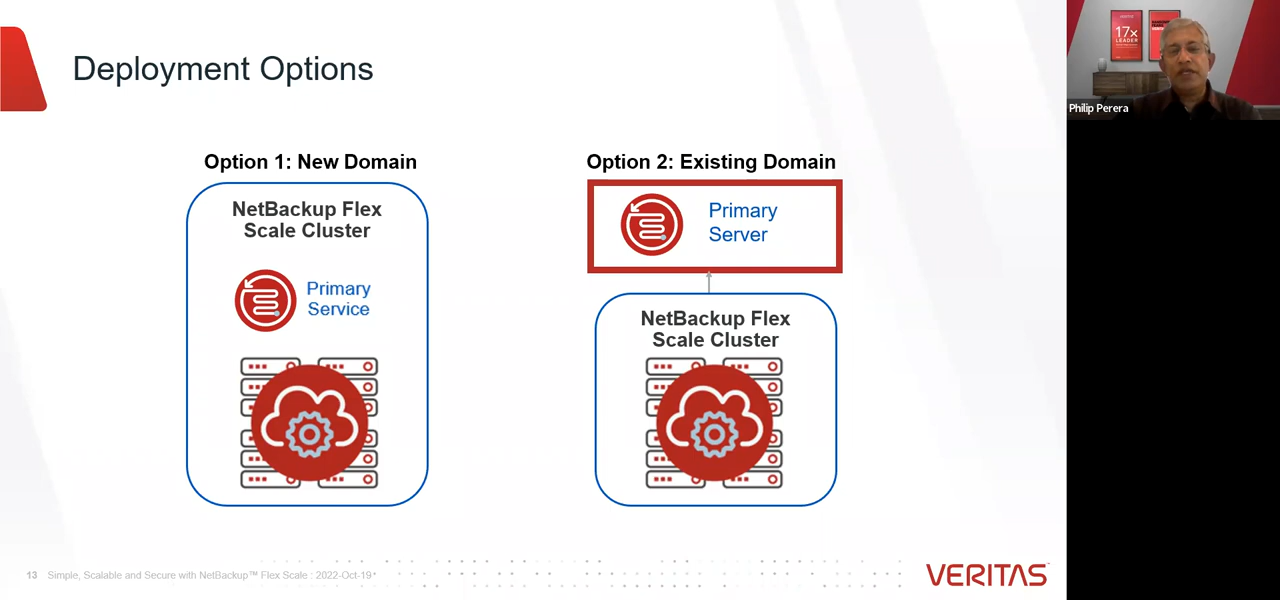 Deployment Options
Option 1: New Domain
NetBackup Flex
Scale Cluster
Primary
Service
Option 2: Existing Domain
Primary
Server
NetBackup Flex
Scale Cluster
13 Simple, Scalable and Secure with NetBackup™ Flex Scale : 2022-Oct-19
VERITAS
17x
LEADER
Philip Perera